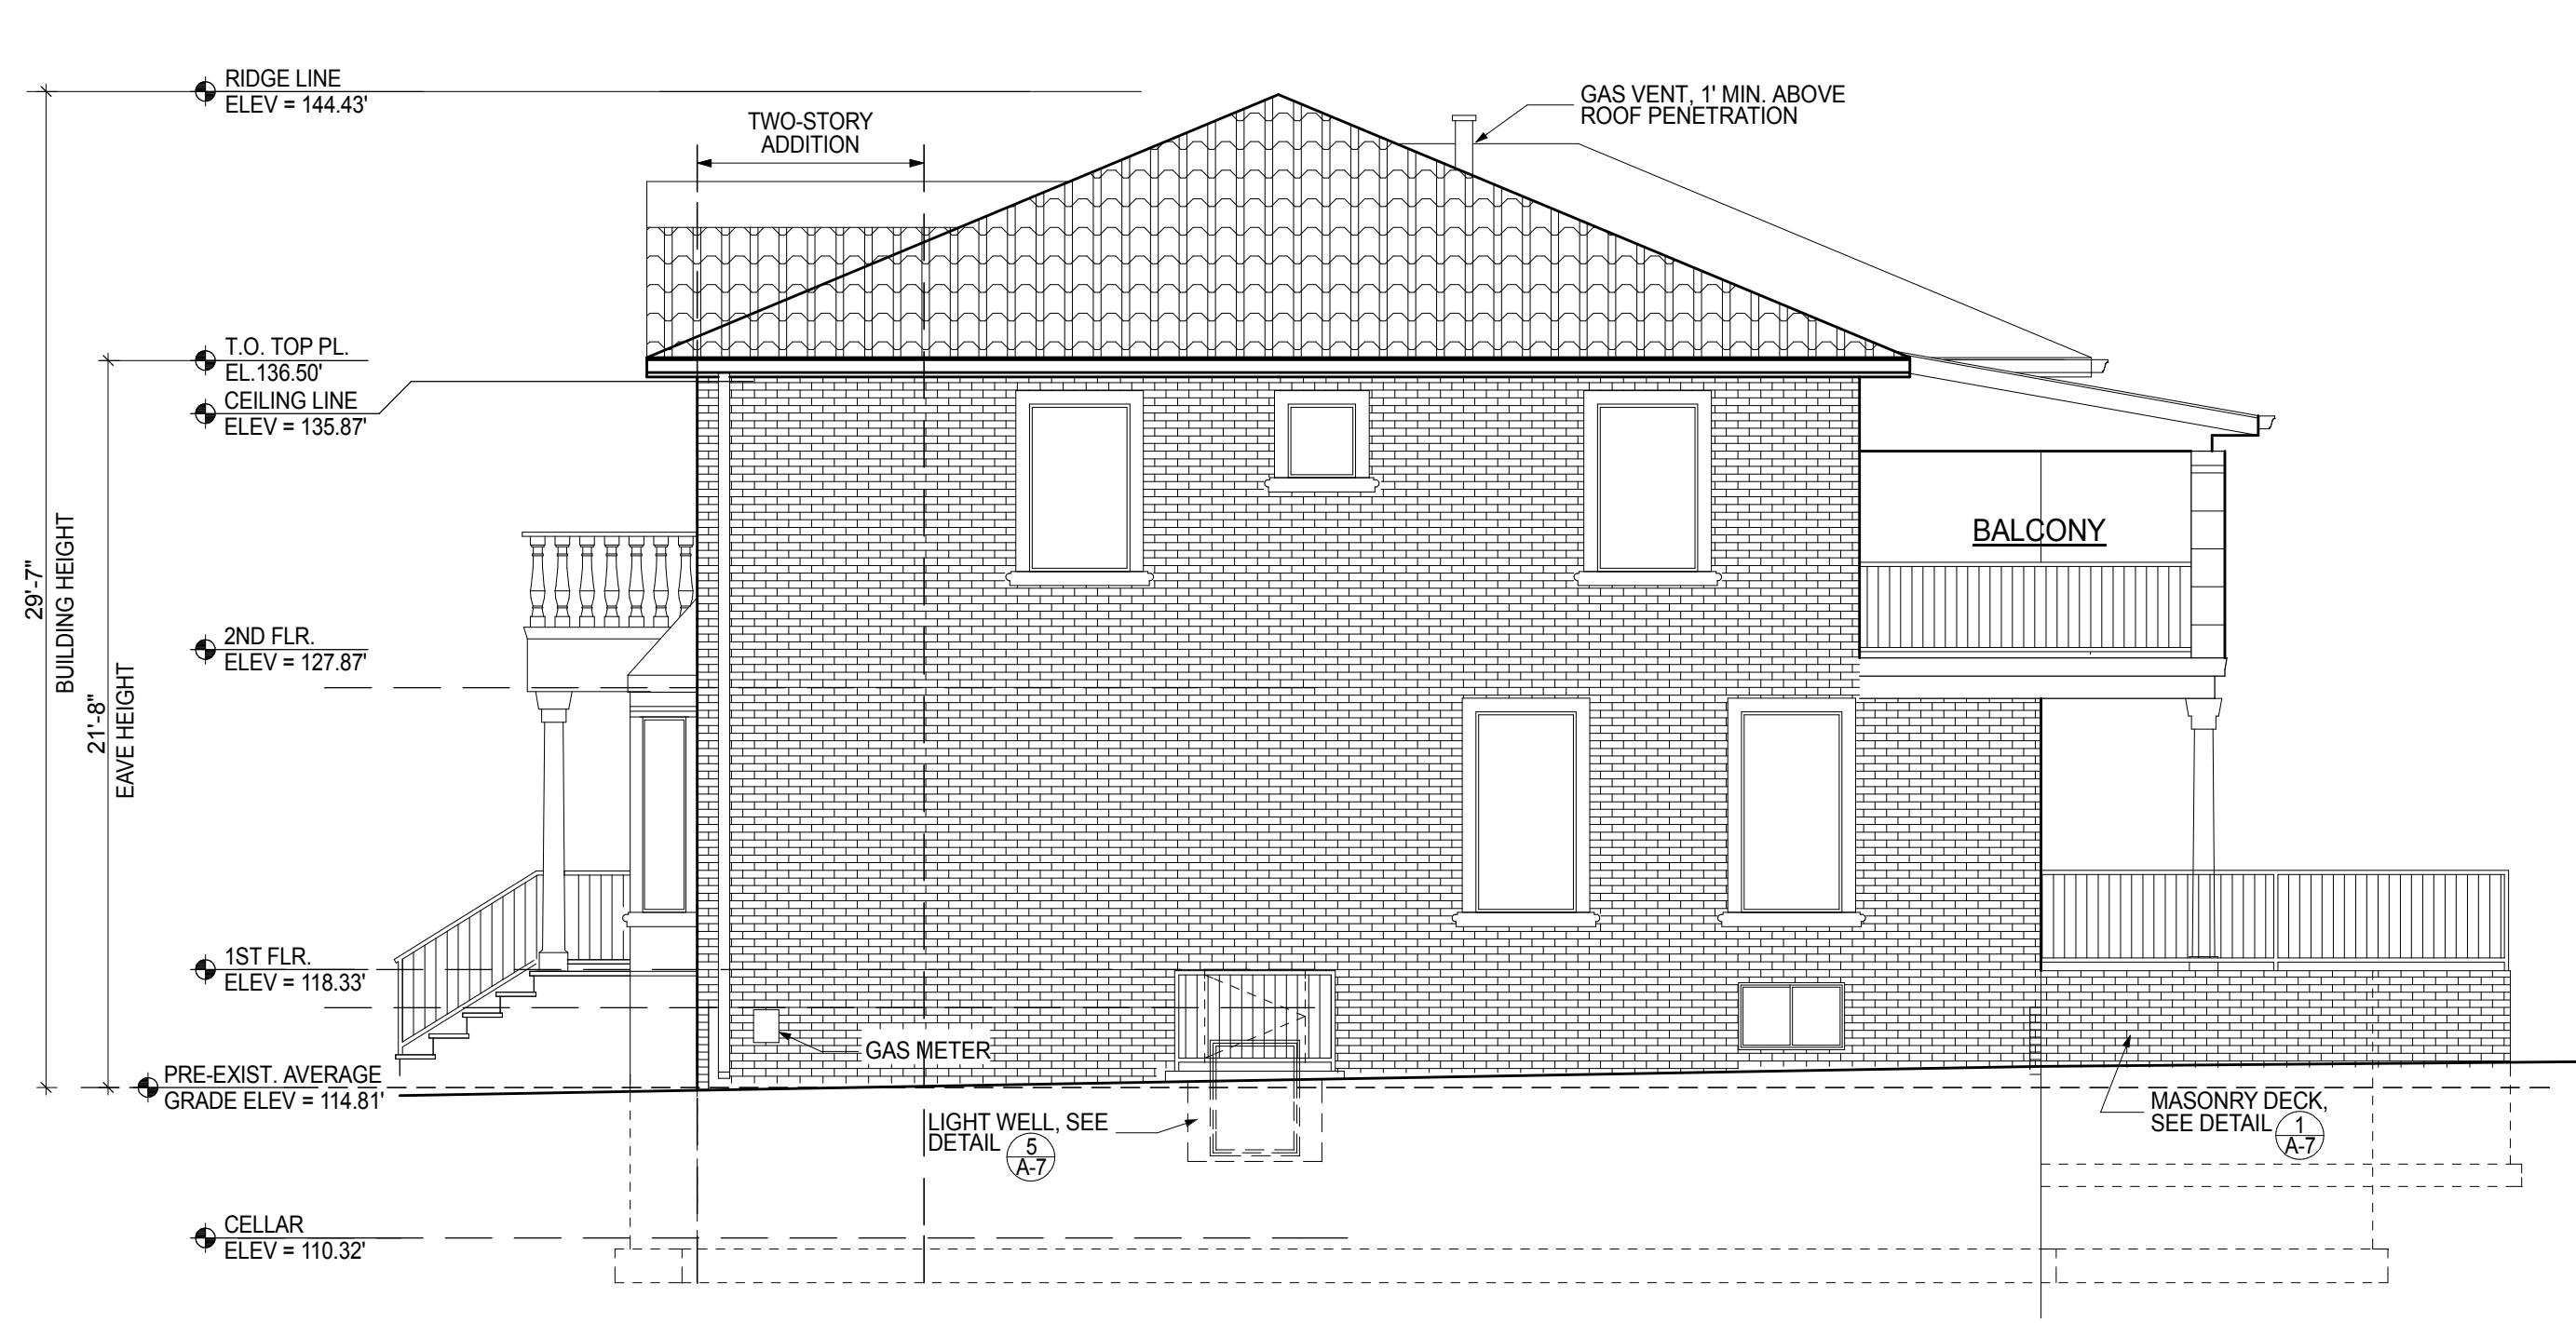 RIDGE LINE
ELEV = 144.43'
TWO-STORY
ADDITION
GAS VENT, 1' MIN. ABOVE
ROOF PENETRATION
T.O. TOP PL.
EL.136.50'
CEILING LINE
ELEV = 135.87'
29'-7"
BUILDING HEIGHT
21'-8"
EAVE HEIGHT
BALCONY
2ND FLR.
ELEV = 127.87'
1ST FLR.
ELEV = 118.33'
GAS METER
PRE-EXIST. AVERAGE
GRADE ELEV = 114.81'
LIGHT WELL, SEE
DETAIL
5
A-7
MASONRY DECK,
SEE DETAIL
1
A-7
CELLAR
ELEV = 110.32'